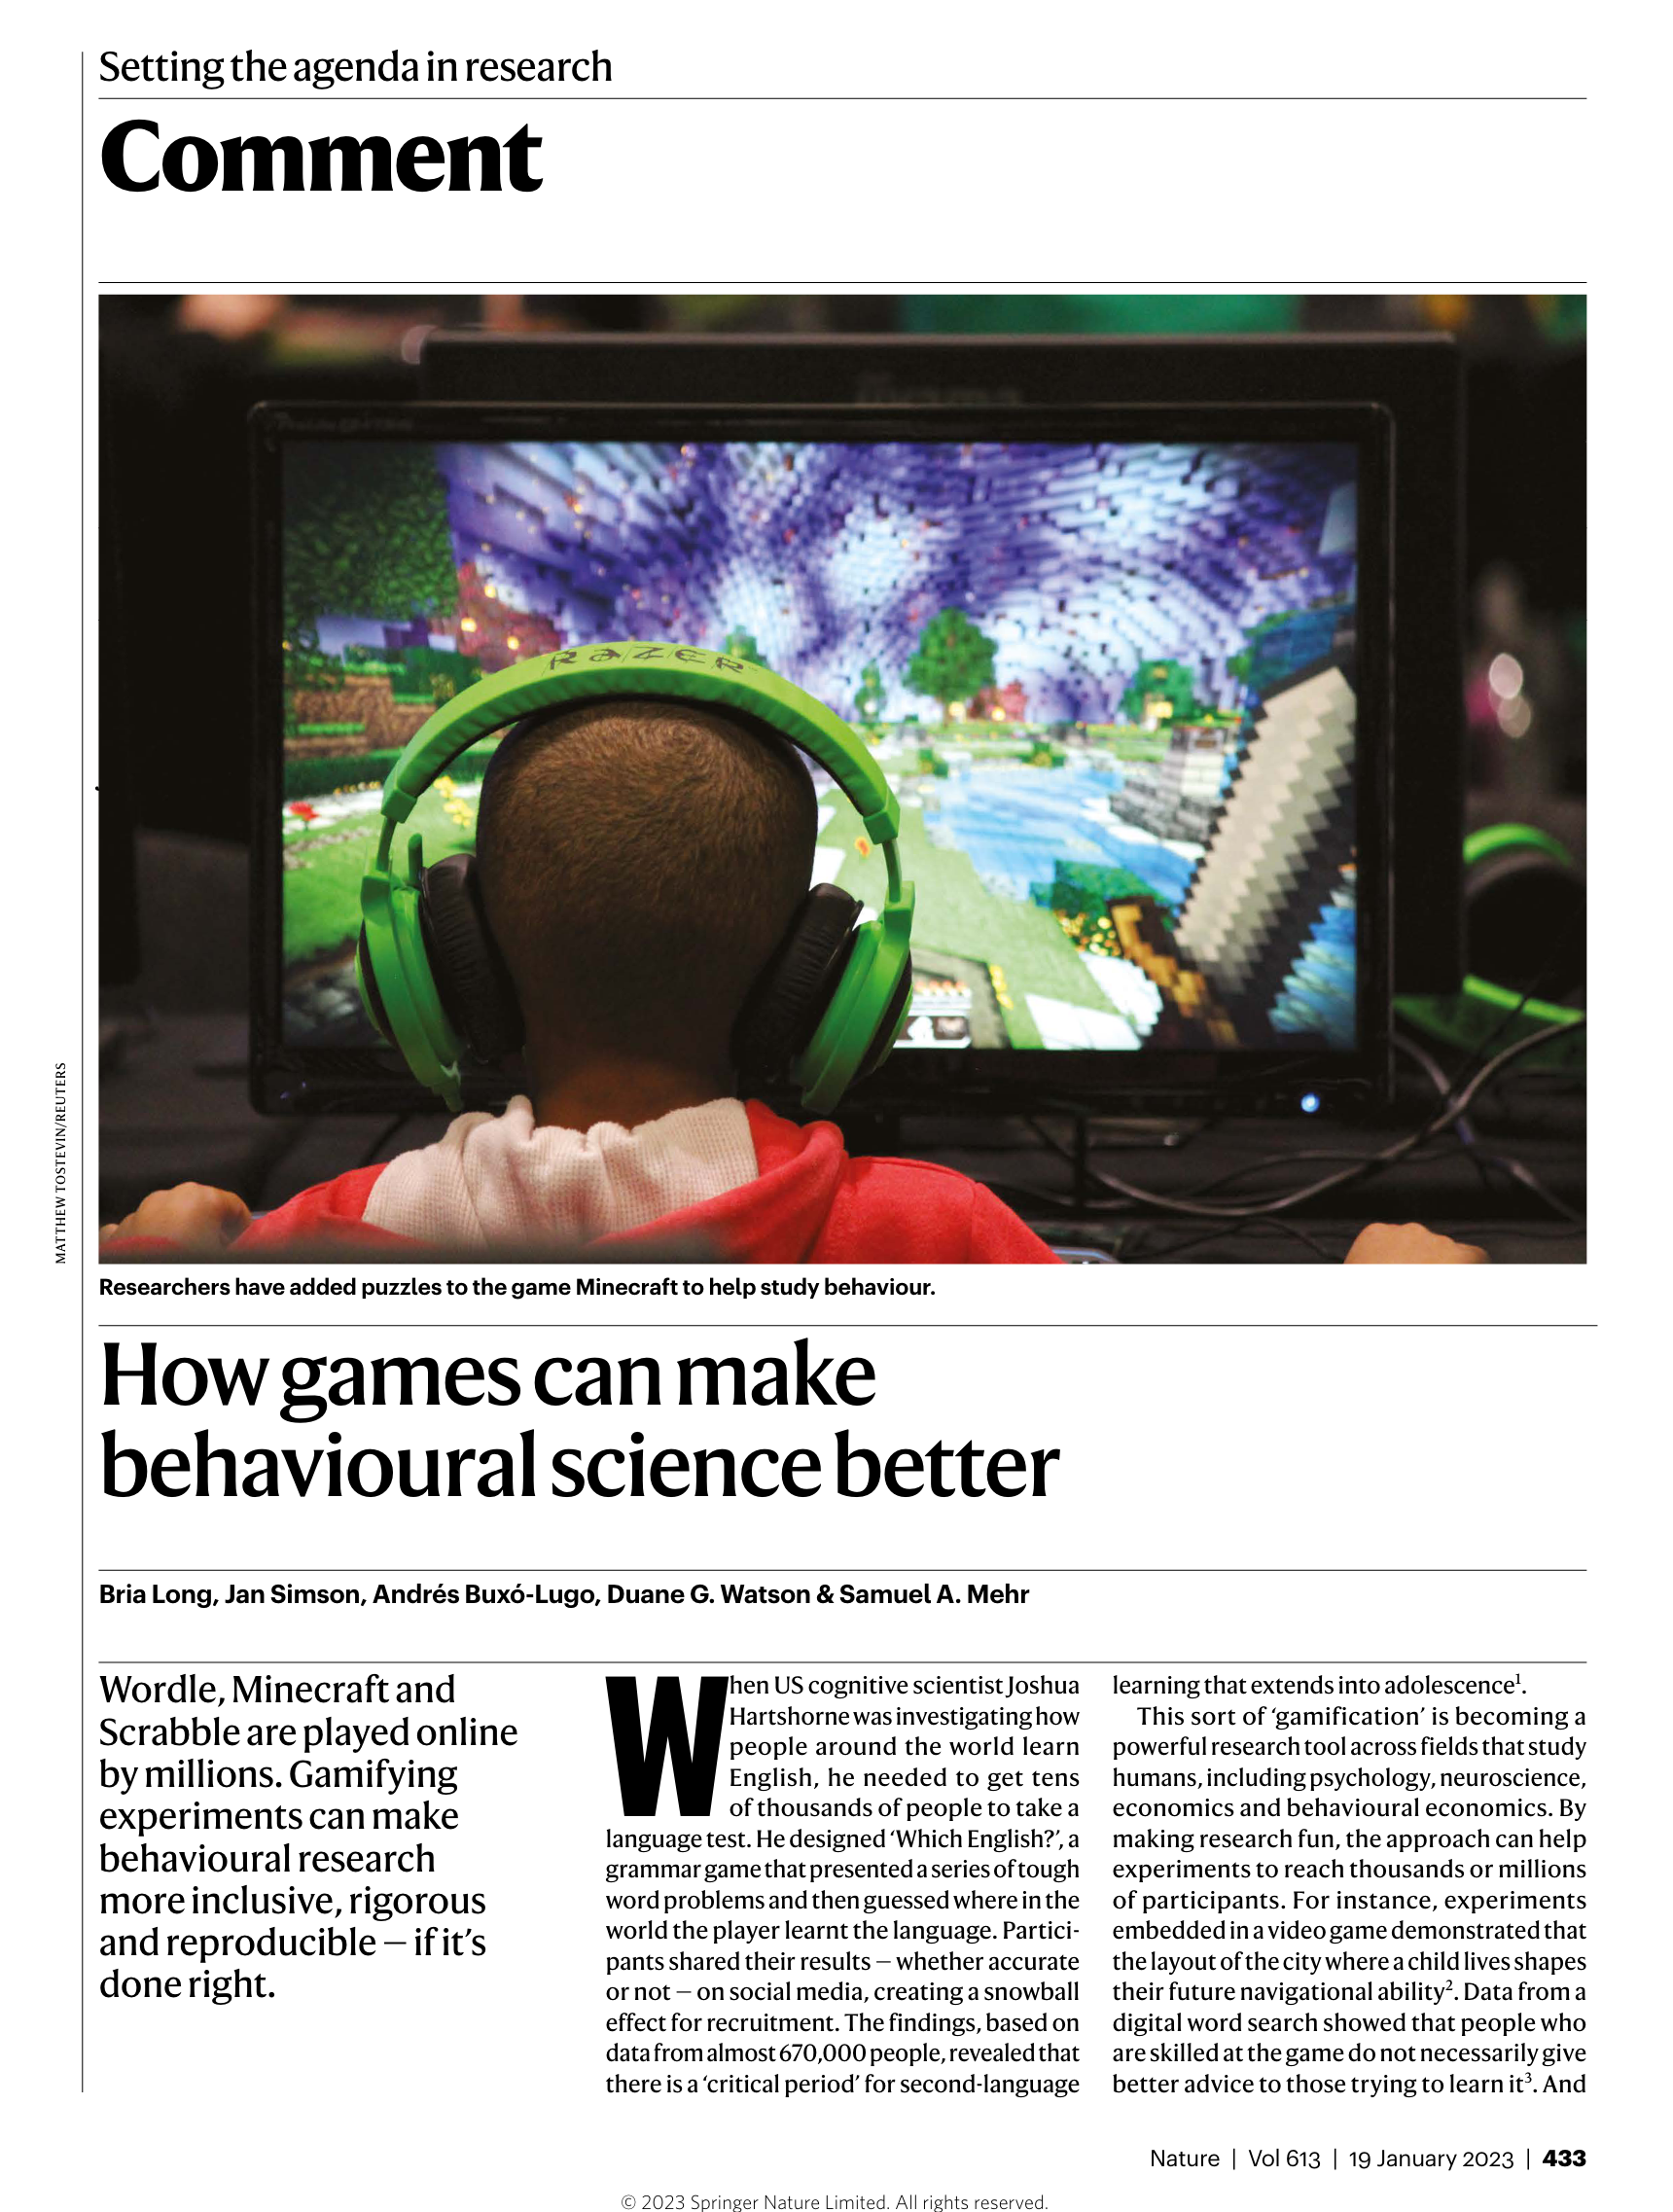 Setting the agenda in research
Comment
RAZER
MATTHEW TOSTEVIN/REUTERS
Researchers have added puzzles to the game Minecraft to help study behaviour.
How games can make
behavioural science better
Bria Long, Jan Simson, Andrés Buxó-Lugo, Duane G. Watson & Samuel A. Mehr
Wordle, Minecraft and
Scrabble are played online
by millions. Gamifying
experiments can make
behavioural research
more inclusive, rigorous
and reproducible — if it's
done right.
When US cognitive scientist Joshua
Hartshorne was investigating how
people around the world learn
English, he needed to get tens
of thousands of people to take a
language test. He designed 'Which English?', a
grammar game that presented a series of tough
word problems and then guessed where in the
world the player learnt the language. Partici-
pants shared their results — whether accurate
or not — on social media, creating a snowball
effect for recruitment. The findings, based on
data from almost 670,000 people, revealed that
there is a 'critical period' for second-language
learning that extends into adolescence¹.
This sort of 'gamification' is becoming a
powerful research tool across fields that study
humans, including psychology, neuroscience,
economics and behavioural economics. By
making research fun, the approach can help
experiments to reach thousands or millions
of participants. For instance, experiments
embedded in a video game demonstrated that
the layout of the city where a child lives shapes
their future navigational ability². Data from a
digital word search showed that people who
are skilled at the game do not necessarily give
better advice to those trying to learn it³. And
Nature | Vol 613 | 19 January 2023 | 433
© 2023 Springer Nature Limited. All rights reserved.